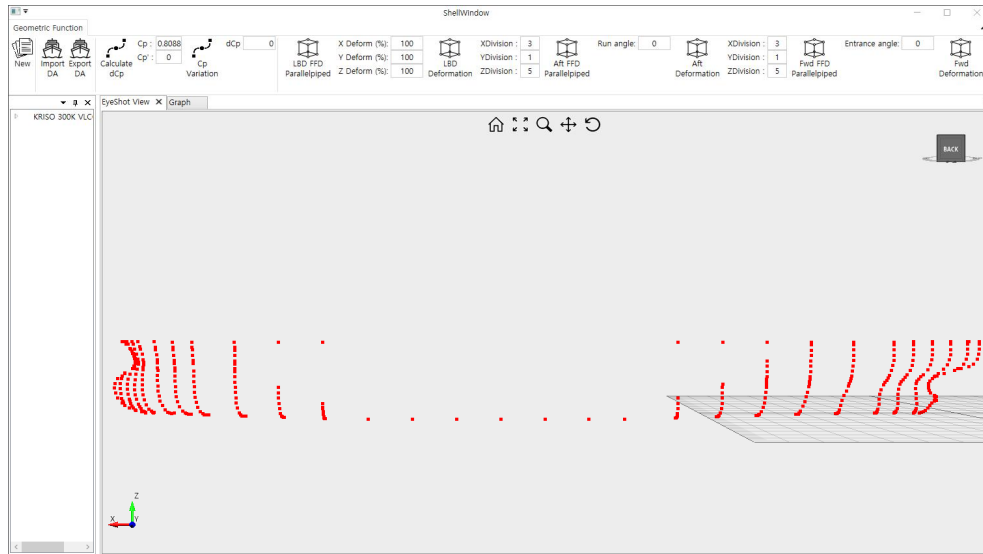 ShellWindow
Geometric Function
New
Import DA
Export DA
Calculate dCp
Cp : 0.8088
Cp' : 0
Cp Variation
dCp 0
LBD FFD Parallelpiped
X Deform (%): 100
Y Deform (%): 100
Z Deform (%): 100
LBD Deformation
XDivision : 3
YDivision : 1
ZDivision : 5
Aft FFD Parallelpiped
Run angle: 0
Aft Deformation
XDivision : 3
YDivision : 1
ZDivision : 5
Fwd FFD Parallelpiped
Entrance angle: 0
Fwd Deformation
EyeShot View
Graph
KRISO 300K VLC
BACK
Z
X
Y